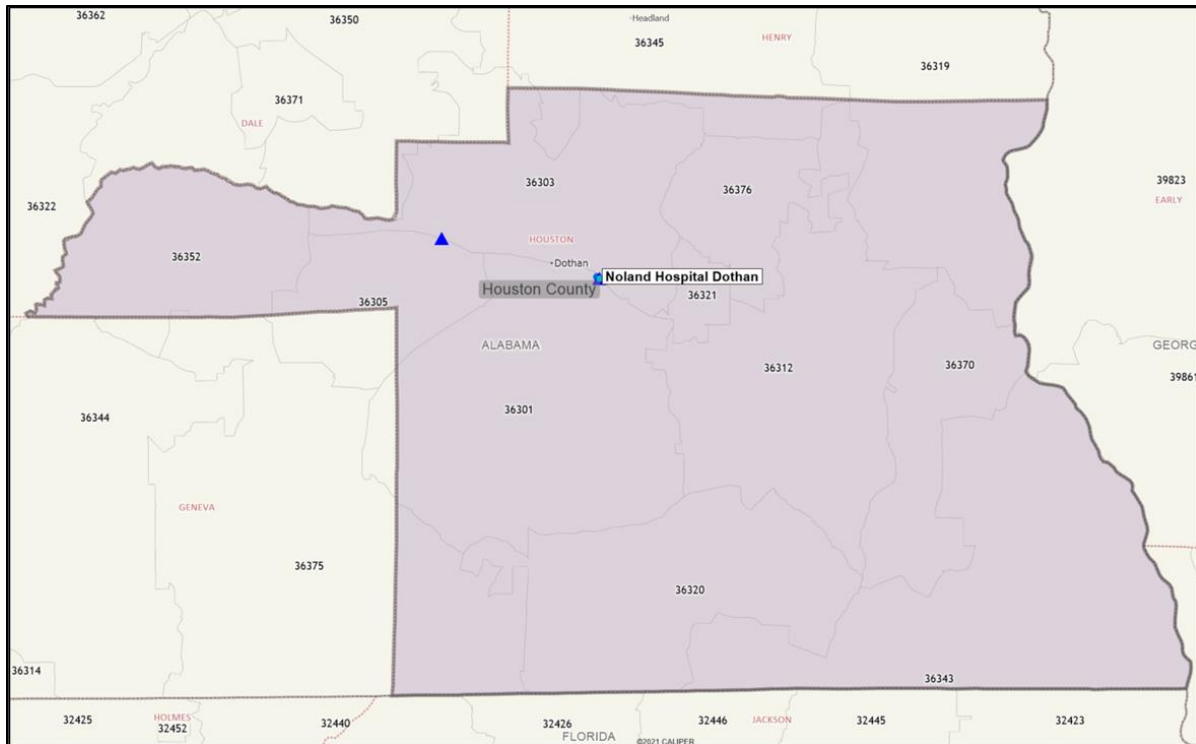 36362
36350
Headland
36345
HENRY
36319
36371
DALE
39823
EARLY
36322
36303
36376
HOUSTON
36352
Dothan
Noland Hospital Dothan
Houston County
36321
36305
ALABAMA
GEORG
36312
36370
39861
36344
36301
GENEVA
36375
36320
36314
36343
32425
HOLMES
32452
32440
32426
32446
JACKSON
32445
32423
FLORIDA
©2021 CALIPER